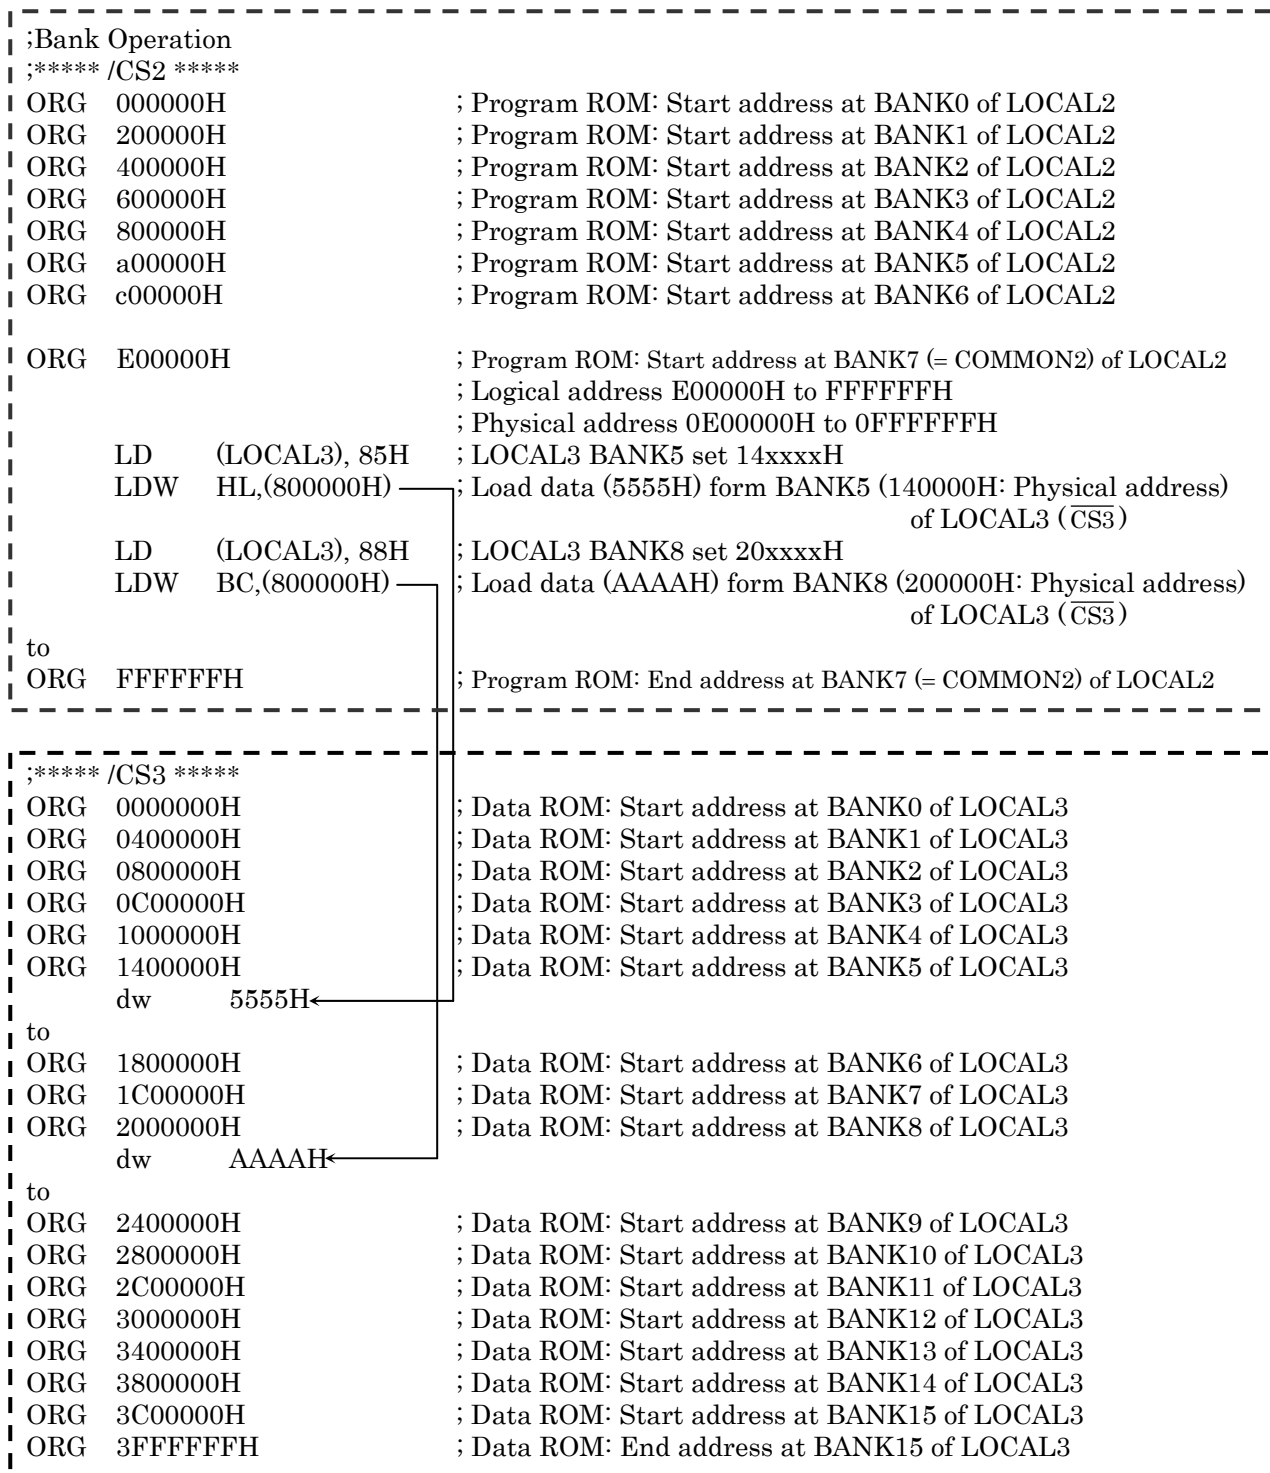 ;Bank Operation
;***** /CS2 *****
ORG 000000H ; Program ROM: Start address at BANK0 of LOCAL2
ORG 200000H ; Program ROM: Start address at BANK1 of LOCAL2
ORG 400000H ; Program ROM: Start address at BANK2 of LOCAL2
ORG 600000H ; Program ROM: Start address at BANK3 of LOCAL2
ORG 800000H ; Program ROM: Start address at BANK4 of LOCAL2
ORG a00000H ; Program ROM: Start address at BANK5 of LOCAL2
ORG c00000H ; Program ROM: Start address at BANK6 of LOCAL2
ORG E00000H ; Program ROM: Start address at BANK7 (= COMMON2) of LOCAL2
; Logical address E00000H to FFFFFFH
; Physical address 0E00000H to 0FFFFFFH
LD (LOCAL3), 85H ; LOCAL3 BANK5 set 14xxxxH
LDW HL,(800000H) ; Load data (5555H) form BANK5 (140000H: Physical address)
of LOCAL3 (CS3)
LD (LOCAL3), 88H ; LOCAL3 BANK8 set 20xxxxH
LDW BC,(800000H) ; Load data (AAAAH) form BANK8 (200000H: Physical address)
of LOCAL3 (CS3)
to
ORG FFFFFFH ; Program ROM: End address at BANK7 (= COMMON2) of LOCAL2
;***** /CS3 *****
ORG 0000000H ; Data ROM: Start address at BANK0 of LOCAL3
ORG 0400000H ; Data ROM: Start address at BANK1 of LOCAL3
ORG 0800000H ; Data ROM: Start address at BANK2 of LOCAL3
ORG 0C00000H ; Data ROM: Start address at BANK3 of LOCAL3
ORG 1000000H ; Data ROM: Start address at BANK4 of LOCAL3
ORG 1400000H ; Data ROM: Start address at BANK5 of LOCAL3
dw 5555H
to
ORG 1800000H ; Data ROM: Start address at BANK6 of LOCAL3
ORG 1C00000H ; Data ROM: Start address at BANK7 of LOCAL3
ORG 2000000H ; Data ROM: Start address at BANK8 of LOCAL3
dw AAAAH
to
ORG 2400000H ; Data ROM: Start address at BANK9 of LOCAL3
ORG 2800000H ; Data ROM: Start address at BANK10 of LOCAL3
ORG 2C00000H ; Data ROM: Start address at BANK11 of LOCAL3
ORG 3000000H ; Data ROM: Start address at BANK12 of LOCAL3
ORG 3400000H ; Data ROM: Start address at BANK13 of LOCAL3
ORG 3800000H ; Data ROM: Start address at BANK14 of LOCAL3
ORG 3C00000H ; Data ROM: Start address at BANK15 of LOCAL3
ORG 3FFFFFFH ; Data ROM: End address at BANK15 of LOCAL3